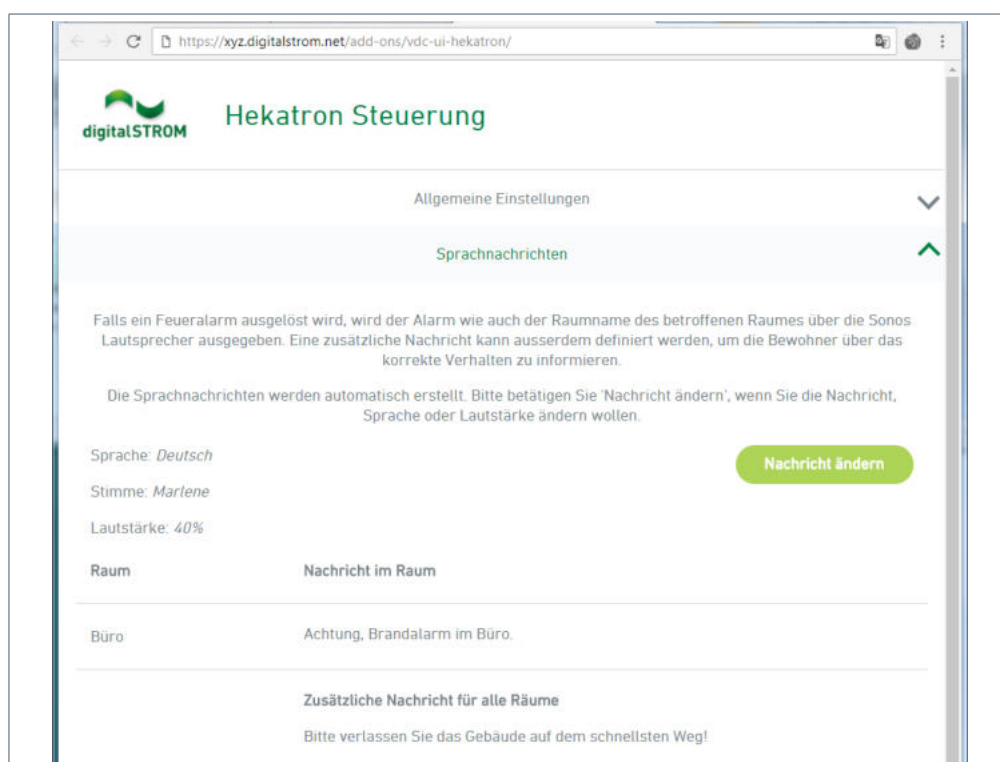 https://xyz.digitalstrom.net/add-ons/vdc-ui-hekatron/
digitalSTROM
Hekatron Steuerung
Allgemeine Einstellungen
Sprachnachrichten
Falls ein Feueralarm ausgelöst wird, wird der Alarm wie auch der Raumname des betroffenen Raumes über die Sonos
Lautsprecher ausgegeben. Eine zusätzliche Nachricht kann ausserdem definiert werden, um die Bewohner über das
korrekte Verhalten zu informieren.
Die Sprachnachrichten werden automatisch erstellt. Bitte betätigen Sie 'Nachricht ändern', wenn Sie die Nachricht,
Sprache oder Lautstärke ändern wollen.
Sprache: Deutsch
Nachricht ändern
Stimme: Marlene
Lautstärke: 40%
Raum Nachricht im Raum
Büro Achtung, Brandalarm im Büro.
Zusätzliche Nachricht für alle Räume
Bitte verlassen Sie das Gebäude auf dem schnellsten Weg!